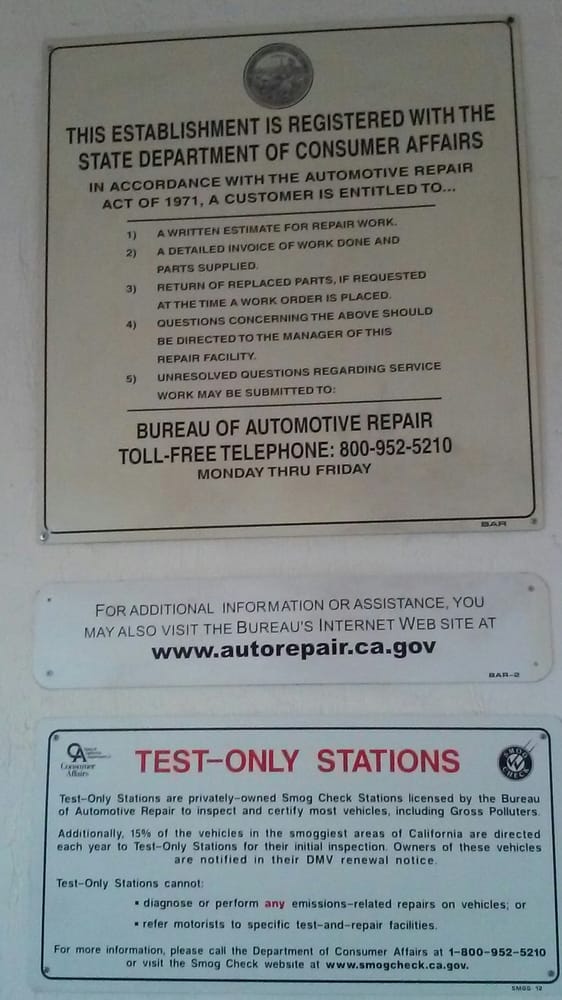 THIS ESTABLISHMENT IS REGISTERED WITH THE
STATE DEPARTMENT OF CONSUMER AFFAIRS
IN ACCORDANCE WITH THE AUTOMOTIVE REPAIR
ACT OF 1971, A CUSTOMER IS ENTITLED TO...
1) A WRITTEN ESTIMATE FOR REPAIR WORK.
2) A DETAILED INVOICE OF WORK DONE AND
PARTS SUPPLIED.
3) RETURN OF REPLACED PARTS, IF REQUESTED
AT THE TIME A WORK ORDER IS PLACED.
4) QUESTIONS CONCERNING THE ABOVE SHOULD
BE DIRECTED TO THE MANAGER OF THIS
REPAIR FACILITY.
5) UNRESOLVED QUESTIONS REGARDING SERVICE
WORK MAY BE SUBMITTED TO:
BUREAU OF AUTOMOTIVE REPAIR
TOLL-FREE TELEPHONE: 800-952-5210
MONDAY THRU FRIDAY
BAR
FOR ADDITIONAL INFORMATION OR ASSISTANCE, YOU
MAY ALSO VISIT THE BUREAU'S INTERNET WEB SITE AT
www.autorepair.ca.gov
BAR-2
CA
Consumer
Affairs
TEST-ONLY STATIONS
SMOG
CHECK
Test-Only Stations are privately-owned Smog Check Stations licensed by the Bureau
of Automotive Repair to inspect and certify most vehicles, including Gross Polluters.
Additionally, 15% of the vehicles in the smoggiest areas of California are directed
each year to Test-Only Stations for their initial inspection. Owners of these vehicles
are notified in their DMV renewal notice.
Test-Only Stations cannot:
▪ diagnose or perform any emissions-related repairs on vehicles; or
▪ refer motorists to specific test-and-repair facilities.
For more information, please call the Department of Consumer Affairs at 1-800-952-5210
or visit the Smog Check website at www.smogcheck.ca.gov.
SMOG 12